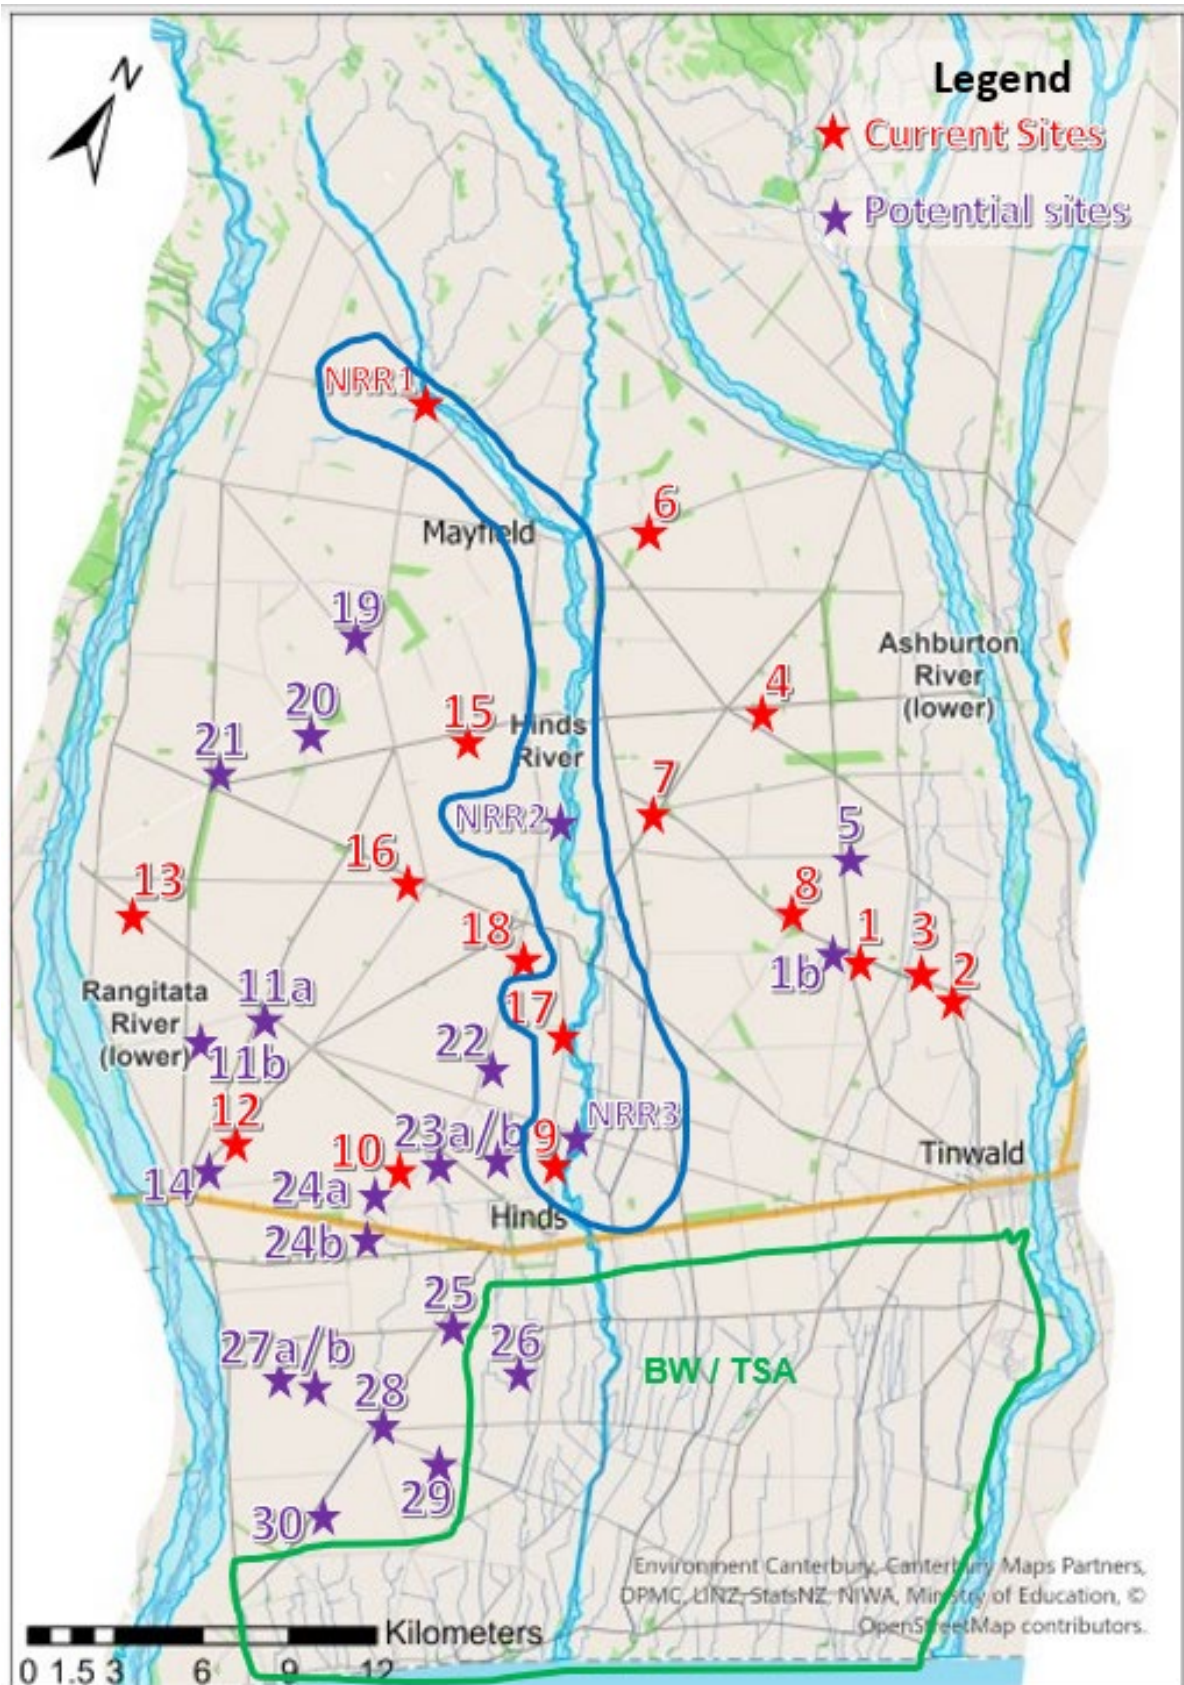 N
Legend
Current Sites
Potential sites
NRR1
6
Mayfield
19
Ashburton
River
(lower)
4
20
15
Hinds
River
21
7
NRR2
5
16
13
8
18
1
3
2
1b
Rangitata
River
(lower)
11a
17
11b
22
12
NRR3
23a/b
9
10
Tinwald
14
24a
Hinds
24b
25
27a/b
26
BW / TSA
28
29
30
Environment Canterbury, Canterbury Maps Partners,
DPMC, LINZ, StatsNZ, NIWA, Ministry of Education, ©
OpenStreetMap contributors.
Kilometers
0 1.5 3 6 9 12